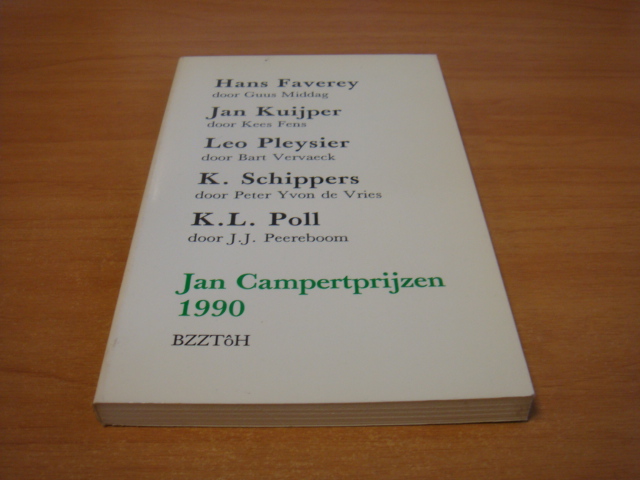 Hans Faverey
door Guus Middag
Jan Kuijper
door Kees Fens
Leo Pleysier
door Bart Vervaeck
K. Schippers
door Peter Yvon de Vries
K.L. Poll
door J.J. Peereboom
Jan Campertprijzen
1990
BZZTôH